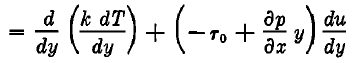 = d/dy (k dT/dy) + (−τ₀ + ∂p/∂x y) du/dy